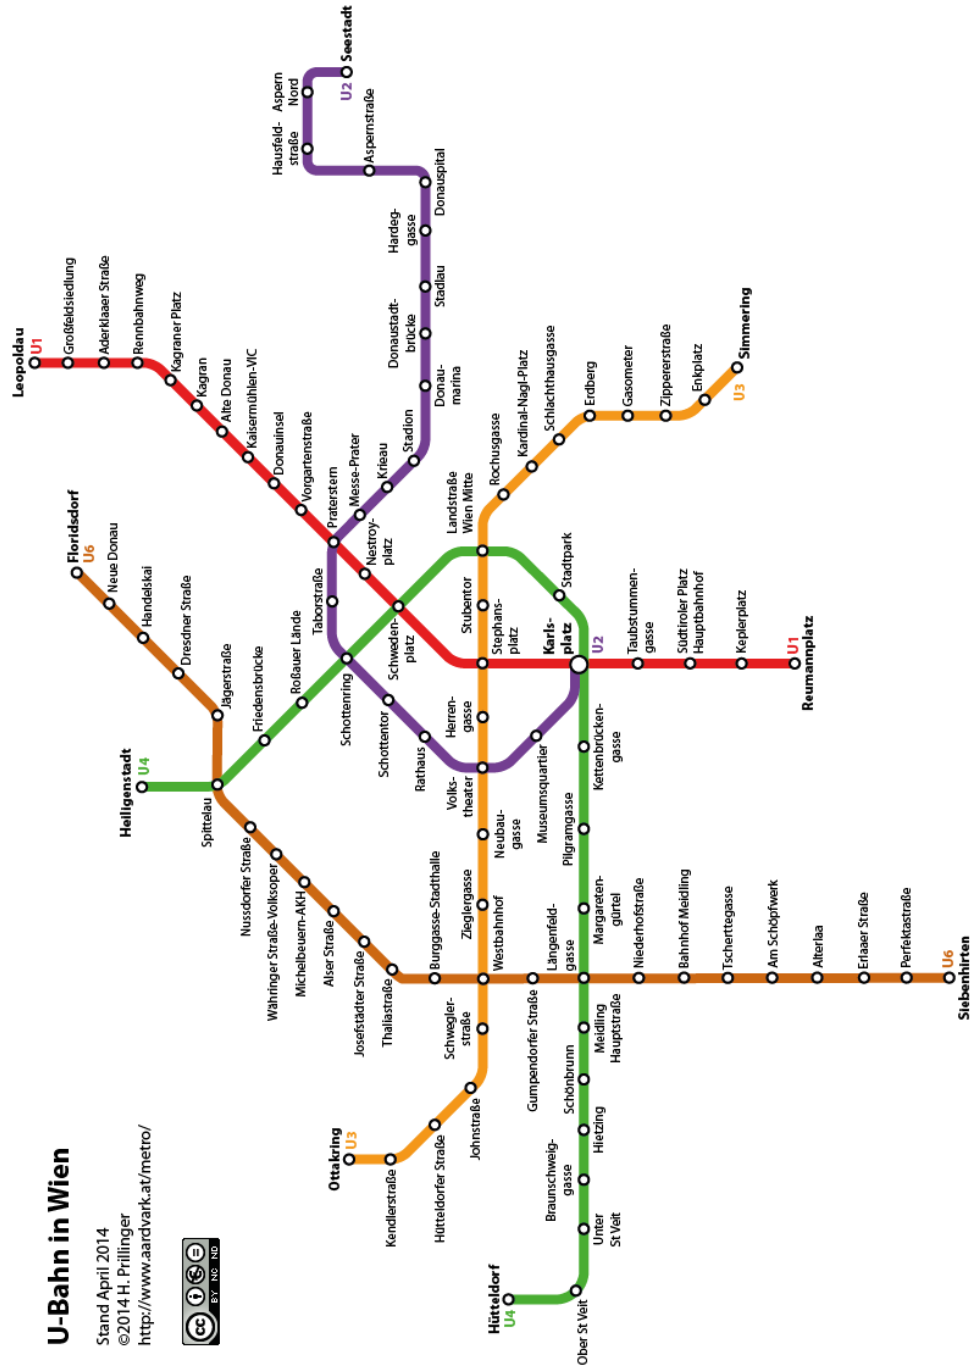 U-Bahn in Wien
Stand April 2014
©2014 H. Prillinger
http://www.aardvark.at/metro/
cc
BY NC ND
Leopoldau
U1
Großfeldsiedlung
Aderklaaer Straße
Rennbahnweg
Kagraner Platz
Kagran
Alte Donau
Kaisermühlen-VIC
Donauinsel
Vorgartenstraße
Praterstern
Nestroy-
platz
Schweden-
platz
Stephans-
platz
Karls-
platz
U2
Taubstummen-
gasse
Südtiroler Platz
Hauptbahnhof
Keplerplatz
U1
Reumannplatz
Seestadt
U2
Aspern
Nord
Hausfeld-
straße
Aspernstraße
Donauspital
Hardeg-
gasse
Stadlau
Donaustadt-
brücke
Donau-
marina
Stadion
Krieau
Messe-Prater
Taborstraße
Schottenring
Schottentor
Rathaus
Volks-
theater
Museumsquartier
Ottakring
U3
Kendlerstraße
Hütteldorfer Straße
Johnstraße
Schwegler-
straße
Westbahnhof
Zieglergasse
Neubau-
gasse
Herren-
gasse
Stubentor
Landstraße
Wien Mitte
Rochusgasse
Kardinal-Nagl-Platz
Schlachthausgasse
Erdberg
Gasometer
Zippererstraße
Enkplatz
U3
Simmering
Heiligenstadt
U4
Spittelau
Friedensbrücke
Roßauer Lände
Stadtpark
Kettenbrücken-
gasse
Pilgramgasse
Margareten-
gürtel
Längenfeld-
gasse
Meidling
Hauptstraße
Schönbrunn
Hietzing
Braunschweig-
gasse
Unter
St Veit
Ober St Veit
Hütteldorf
U4
Floridsdorf
U6
Neue Donau
Handelskai
Dresdner Straße
Jägerstraße
Nussdorfer Straße
Währinger Straße-Volksoper
Michelbeuern-AKH
Alser Straße
Josefstädter Straße
Thaliastraße
Burggasse-Stadthalle
Gumpendorfer Straße
Niederhofstraße
Bahnhof Meidling
Tscherttegasse
Am Schöpfwerk
Alterlaa
Erlaaer Straße
Perfektastraße
U6
Siebenhirten